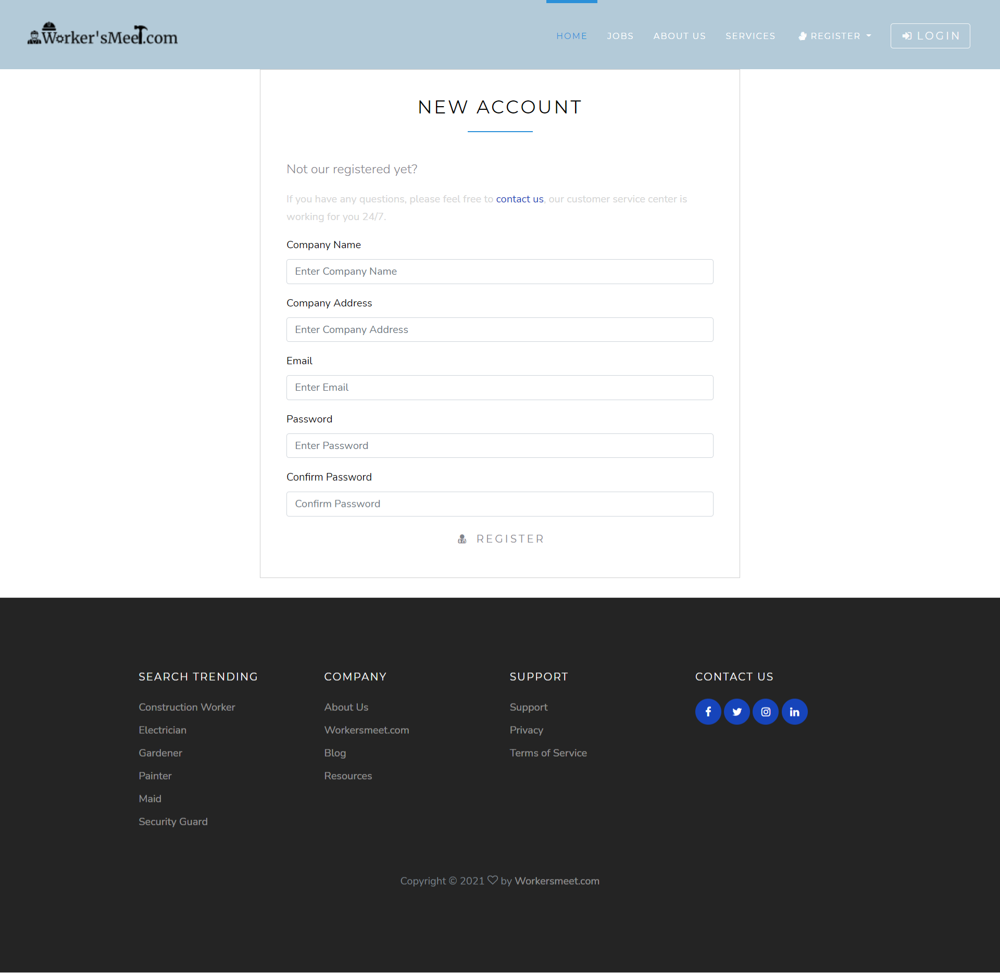 Worker'sMeet.com
HOME JOBS ABOUT US SERVICES REGISTER LOGIN
NEW ACCOUNT
Not our registered yet?
If you have any questions, please feel free to contact us, our customer service center is
working for you 24/7.
Company Name
Enter Company Name
Company Address
Enter Company Address
Email
Enter Email
Password
Enter Password
Confirm Password
Confirm Password
REGISTER
SEARCH TRENDING
Construction Worker
Electrician
Gardener
Painter
Maid
Security Guard
COMPANY
About Us
Workersmeet.com
Blog
Resources
SUPPORT
Support
Privacy
Terms of Service
CONTACT US
Copyright © 2021 ♡ by Workersmeet.com